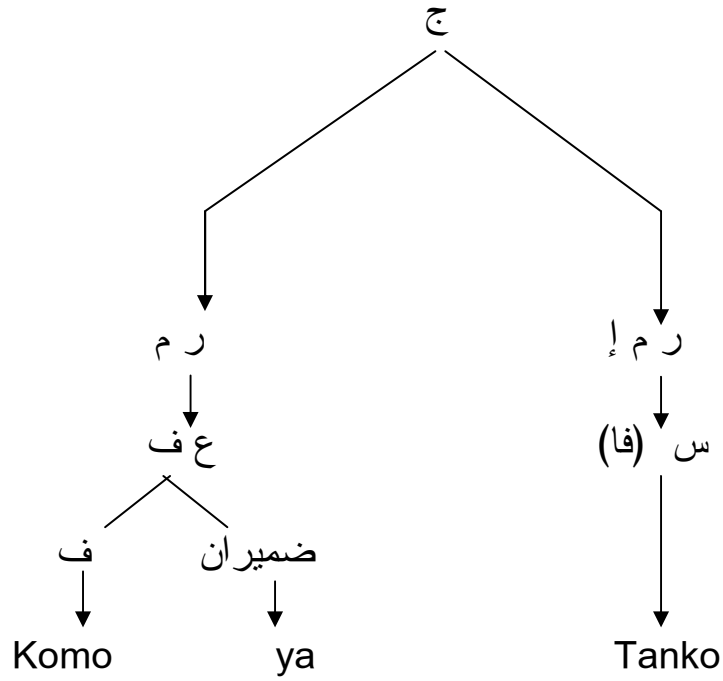 ج
ر م إ ر م
س (فا) ع ف
ضميران ف
Komo ya Tanko